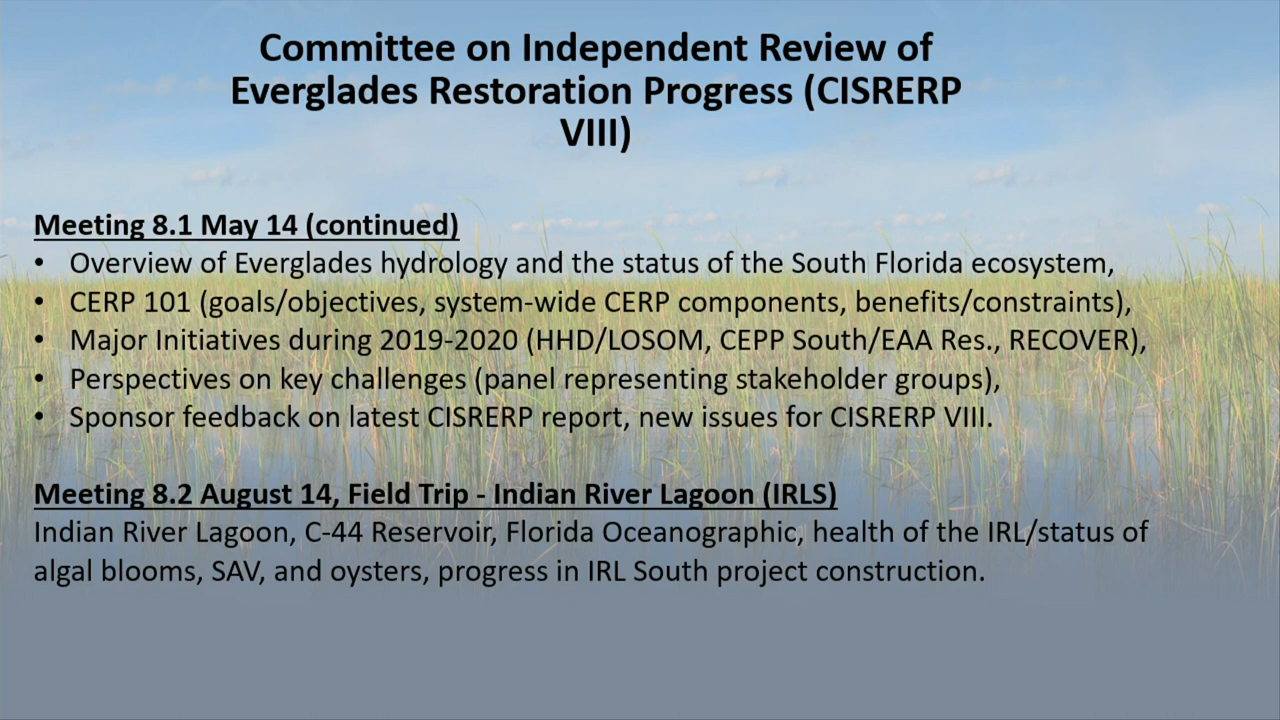 Committee on Independent Review of
Everglades Restoration Progress (CISRERP
VIII)
Meeting 8.1 May 14 (continued)
• Overview of Everglades hydrology and the status of the South Florida ecosystem,
• CERP 101 (goals/objectives, system-wide CERP components, benefits/constraints),
• Major Initiatives during 2019-2020 (HHD/LOSOM, CEPP South/EAA Res., RECOVER),
• Perspectives on key challenges (panel representing stakeholder groups),
• Sponsor feedback on latest CISRERP report, new issues for CISRERP VIII.
Meeting 8.2 August 14, Field Trip - Indian River Lagoon (IRLS)
Indian River Lagoon, C-44 Reservoir, Florida Oceanographic, health of the IRL/status of
algal blooms, SAV, and oysters, progress in IRL South project construction.